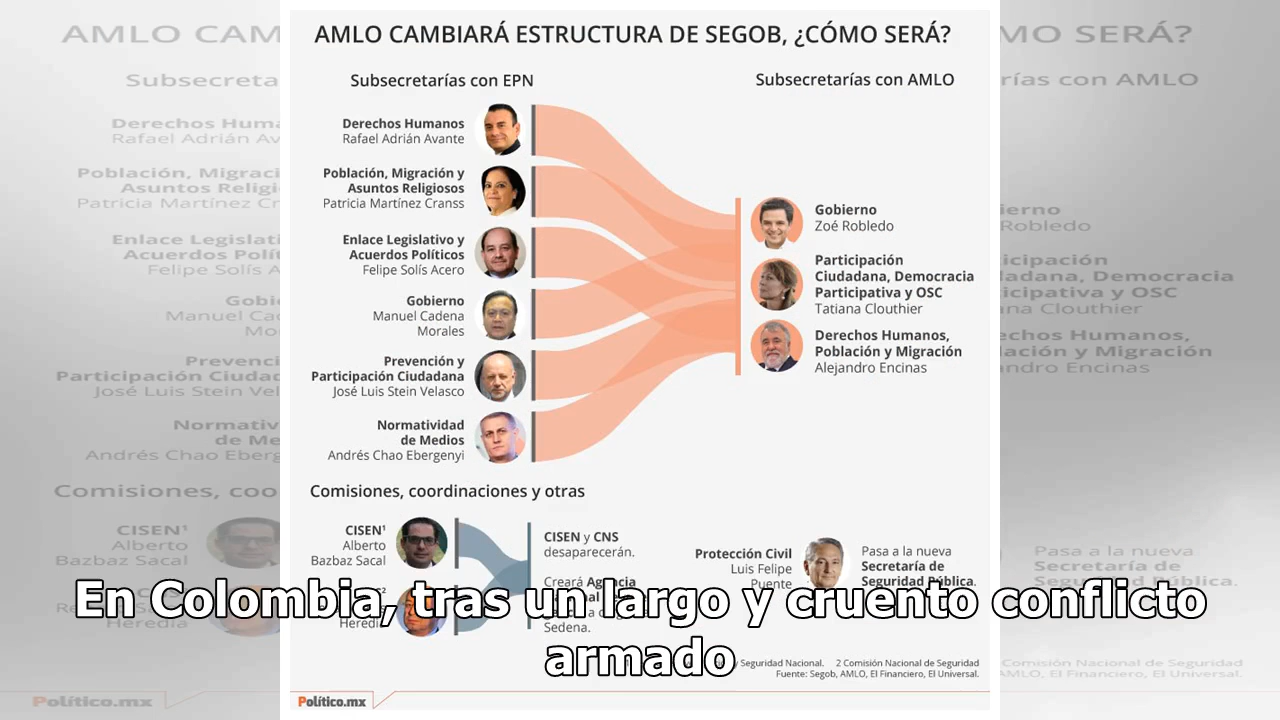 AMLO CAMBIARÁ ESTRUCTURA DE SEGOB, ¿CÓMO SERÁ?
Subsecretarías con EPN
Derechos Humanos
Rafael Adrián Avante
Población, Migración y
Asuntos Religiosos
Patricia Martínez Cranss
Enlace Legislativo y
Acuerdos Políticos
Felipe Solís Acero
Gobierno
Manuel Cadena
Morales
Prevención y
Participación Ciudadana
José Luis Stein Velasco
Normatividad
de Medios
Andrés Chao Ebergenyi
Subsecretarías con AMLO
Gobierno
Zoé Robledo
Participación
Ciudadana, Democracia
Participativa y OSC
Tatiana Clouthier
Derechos Humanos,
Población y Migración
Alejandro Encinas
Comisiones, coordinaciones y otras
CISEN¹
Alberto
Bazbaz Sacal
Heredia
CISEN y CNS
desaparecerán.
Creará Agencia
Sedena.
Protección Civil
Luis Felipe
Puente
Pasa a la nueva
Secretaría de
Seguridad Pública.
En Colombia, tras un largo y cruento conflicto
armado
y Seguridad Nacional. 2 Comisión Nacional de Seguridad
Fuente: Segob, AMLO, El Financiero, El Universal.
Político.mx